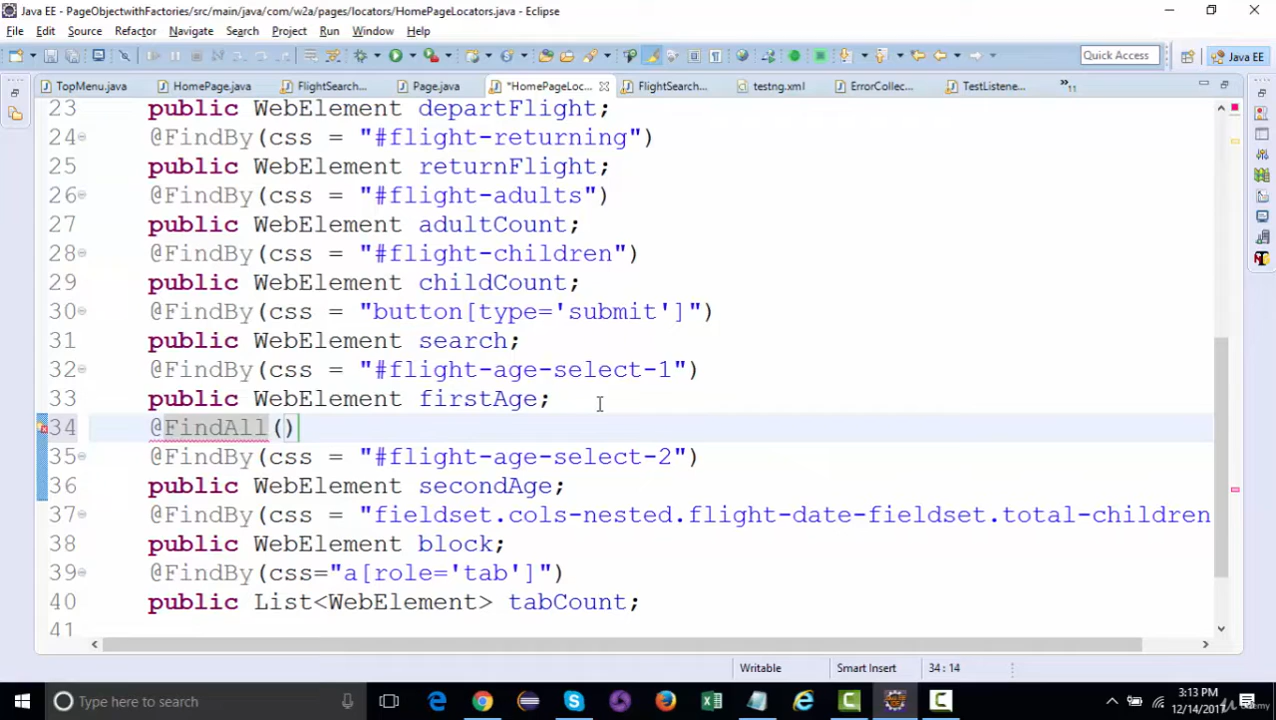 Java EE - PageObjectwithFactories/src/main/java/com/w2a/pages/locators/HomePageLocators.java - Eclipse
File Edit Source Refactor Navigate Search Project Run Window Help
Quick Access Java EE
TopMenu.java HomePage.java FlightSearch... Page.java *HomePageLoc... FlightSearch... testng.xml ErrorCollec... TestListene... »11
23 public WebElement departFlight;
24 @FindBy(css = "#flight-returning")
25 public WebElement returnFlight;
26 @FindBy(css = "#flight-adults")
27 public WebElement adultCount;
28 @FindBy(css = "#flight-children")
29 public WebElement childCount;
30 @FindBy(css = "button[type='submit']")
31 public WebElement search;
32 @FindBy(css = "#flight-age-select-1")
33 public WebElement firstAge;
34 @FindAll()
35 @FindBy(css = "#flight-age-select-2")
36 public WebElement secondAge;
37 @FindBy(css = "fieldset.cols-nested.flight-date-fieldset.total-children
38 public WebElement block;
39 @FindBy(css="a[role='tab']")
40 public List<WebElement> tabCount;
41
Writable Smart Insert 34 : 14
Type here to search
3:13 PM
12/14/2017